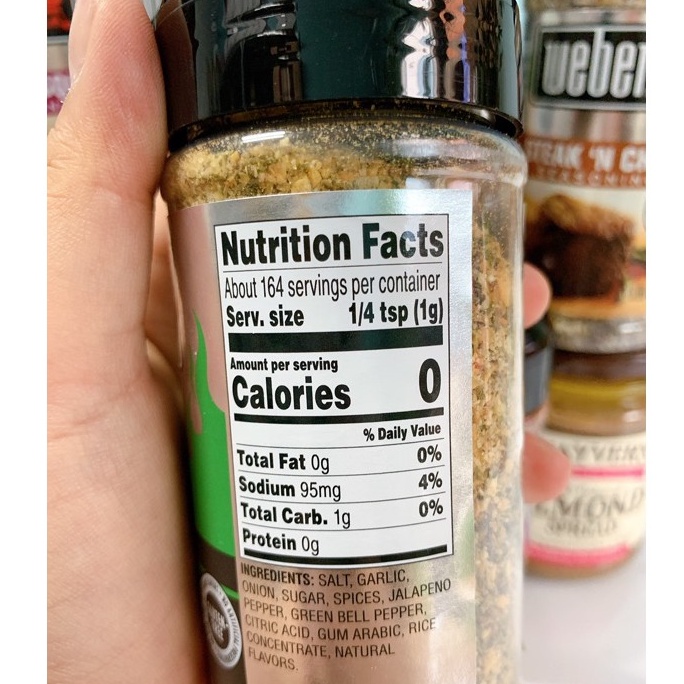 Nutrition Facts
About 164 servings per container
Serv. size 1/4 tsp (1g)
Amount per serving
Calories 0
% Daily Value
Total Fat 0g 0%
Sodium 95mg 4%
Total Carb. 1g 0%
Protein 0g
INGREDIENTS: SALT, GARLIC,
ONION, SUGAR, SPICES, JALAPENO
PEPPER, GREEN BELL PEPPER,
CITRIC ACID, GUM ARABIC, RICE
CONCENTRATE, NATURAL
FLAVORS.
weber
STEAK 'N CH
SEASONING
SPREAD